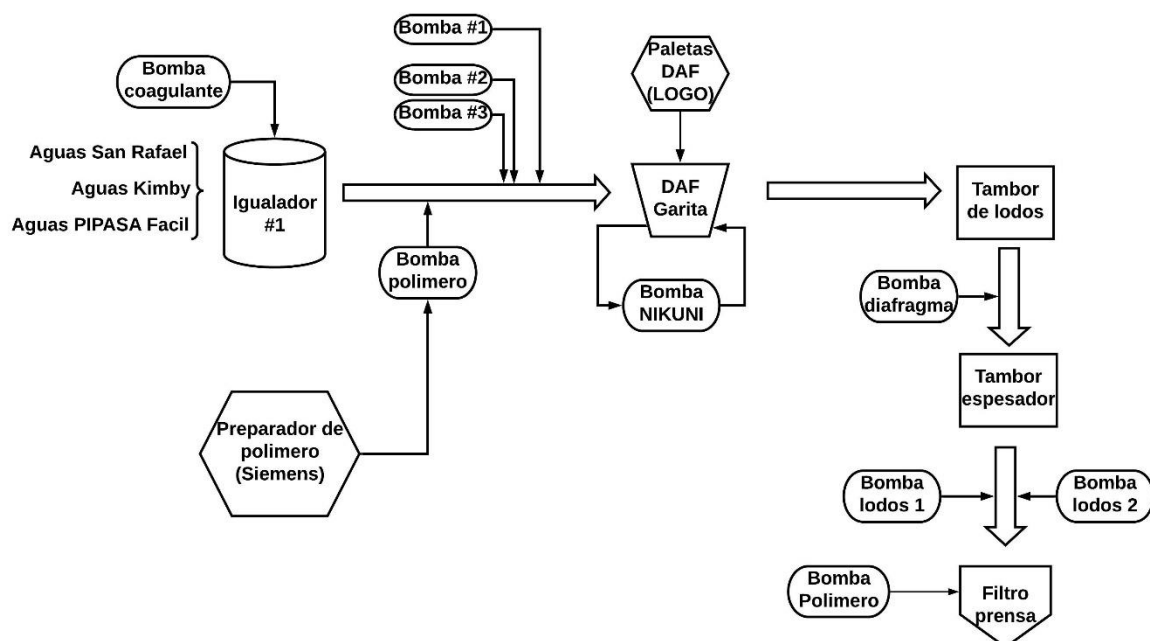 Bomba #1
Bomba #2
Bomba #3
Bomba
coagulante
Paletas
DAF
(LOGO)
Aguas San Rafael
Aguas Kimby
Aguas PIPASA Facil
Igualador
#1
DAF
Garita
Tambor
de lodos
Bomba
polimero
Bomba
NIKUNI
Bomba
diafragma
Tambor
espesador
Preparador de
polimero
(Siemens)
Bomba
lodos 1
Bomba
lodos 2
Bomba
Polimero
Filtro
prensa